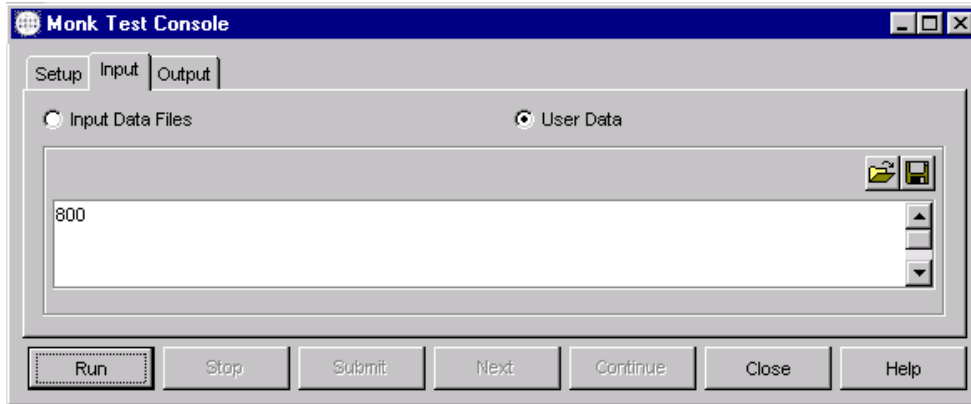 Monk Test Console
Setup Input Output
Input Data Files User Data
800
Run Stop Submit Next Continue Close Help